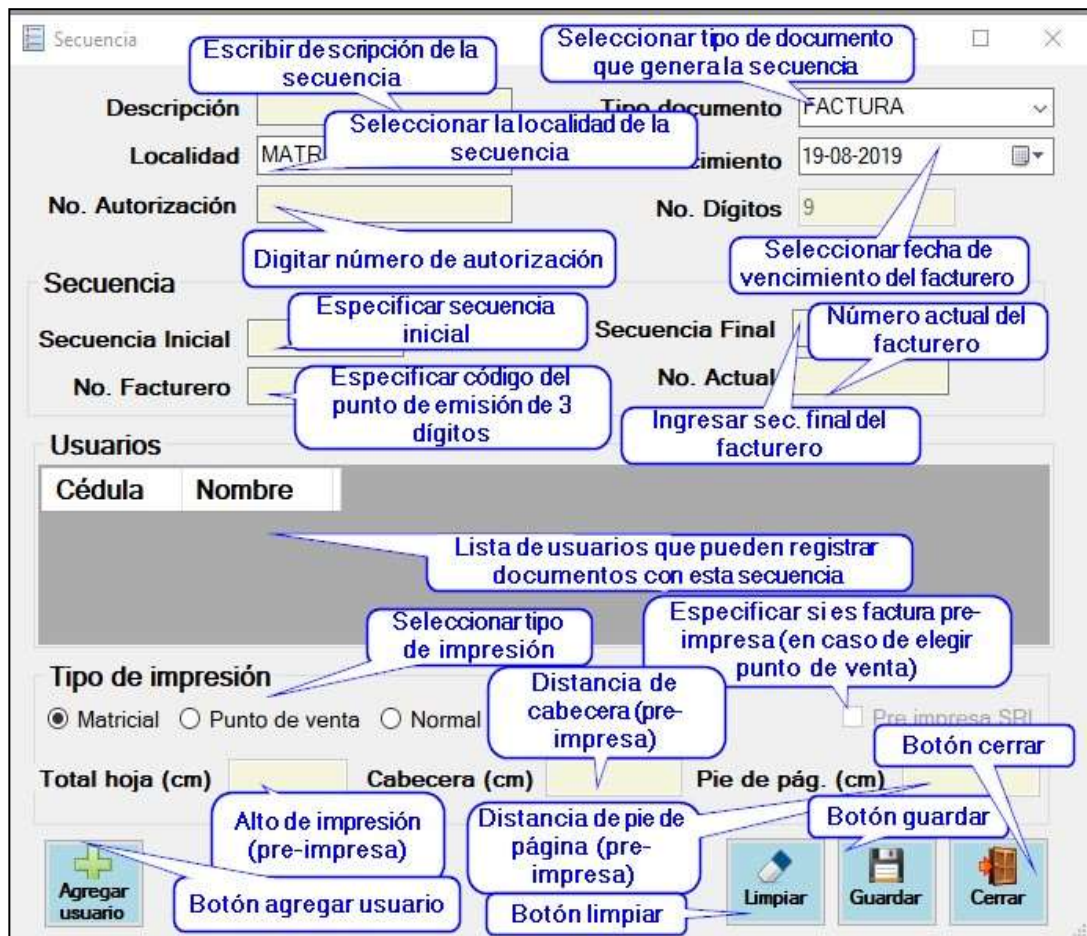 Secuencia
Escribir descripción de la
secuencia
Seleccionar tipo de documento
que genera la secuencia
Descripción
Tipo documento
FACTURA
Seleccionar la localidad de la
secuencia
Localidad
MATR
cimiento
19-08-2019
No. Autorización
No. Dígitos
9
Digitar número de autorización
Seleccionar fecha de
vencimiento del facturero
Secuencia
Especificar secuencia
inicial
Número actual del
facturero
Secuencia Inicial
Secuencia Final
No. Facturero
Especificar código del
punto de emisión de 3
dígitos
No. Actual
Ingresar sec. final del
facturero
Usuarios
Cédula
Nombre
Lista de usuarios que pueden registrar
documentos con esta secuencia
Seleccionar tipo
de impresión
Especificar si es factura pre-
impresa (en caso de elegir
punto de venta)
Tipo de impresión
Distancia de
cabecera (pre-
impresa)
Matricial
Punto de venta
Normal
Pre impresa SRI
Botón cerrar
Total hoja (cm)
Cabecera (cm)
Pie de pág. (cm)
Alto de impresión
(pre-impresa)
Distancia de pie de
página (pre-
impresa)
Botón guardar
Agregar
usuario
Botón agregar usuario
Botón limpiar
Limpiar
Guardar
Cerrar